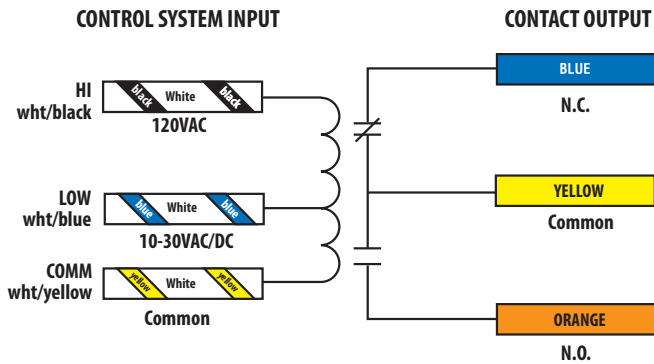 CONTROL SYSTEM INPUT
CONTACT OUTPUT
HI
wht/black
black White black
120VAC
LOW
wht/blue
blue White blue
10-30VAC/DC
COMM
wht/yellow
yellow White yellow
Common
BLUE
N.C.
YELLOW
Common
ORANGE
N.O.